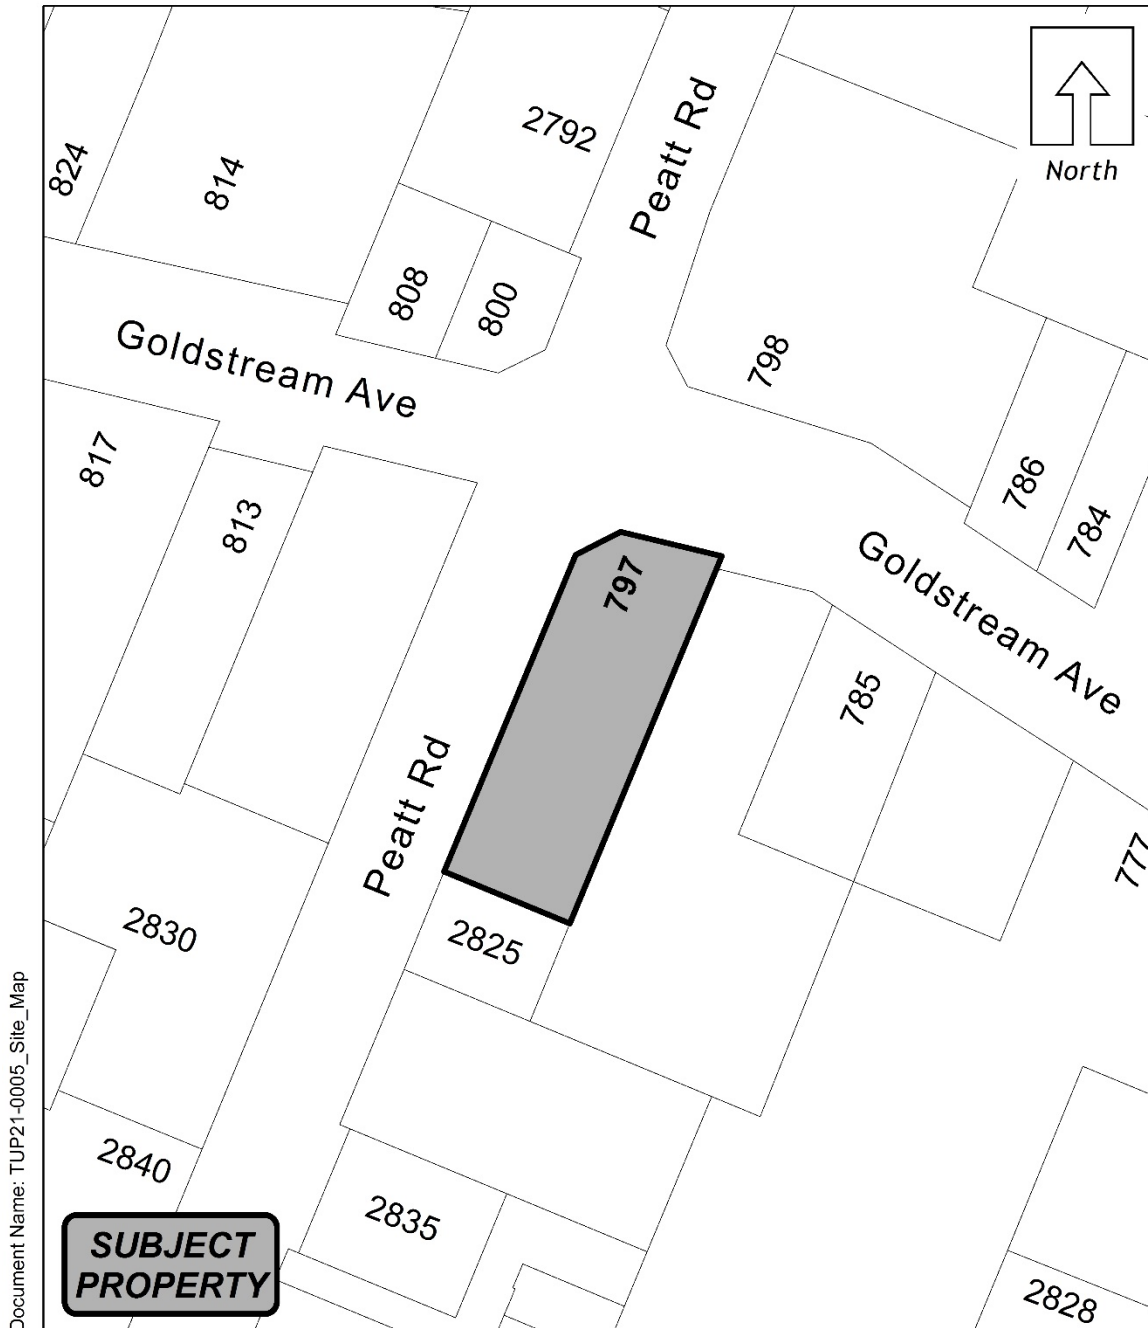 2792
Peatt Rd
North
824
814
808
800
798
Goldstream Ave
817
813
786
784
797
Goldstream Ave
785
Peatt Rd
777
2830
2825
2840
2835
2828
SUBJECT
PROPERTY
Document Name: TUP21-0005_Site_Map